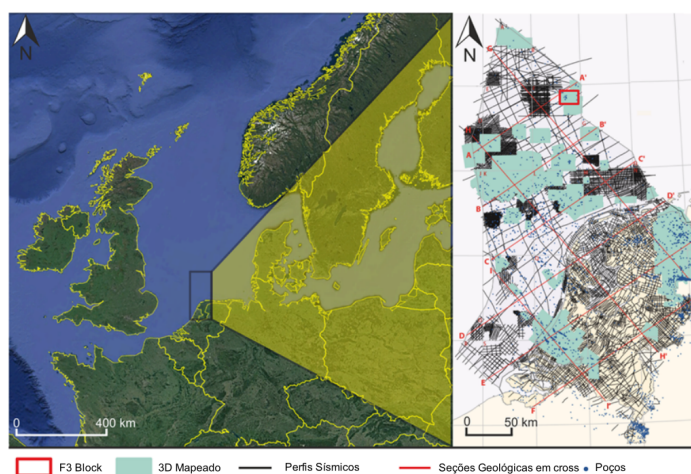 N
0
400 km
N
G
A'
B'
A
C'
B
D'
C
D
H'
E
F
0
50 km
F3 Block
3D Mapeado
Perfis Sísmicos
Seções Geológicas em cross
Poços